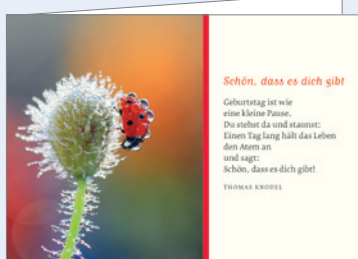 Schön, dass es dich gibt
Geburtstag ist wie
eine kleine Pause.
Du stehst da und staunst:
Einen Tag lang hält das Leben
den Atem an
und sagt:
Schön, dass es dich gibt!
THOMAS KNODEL